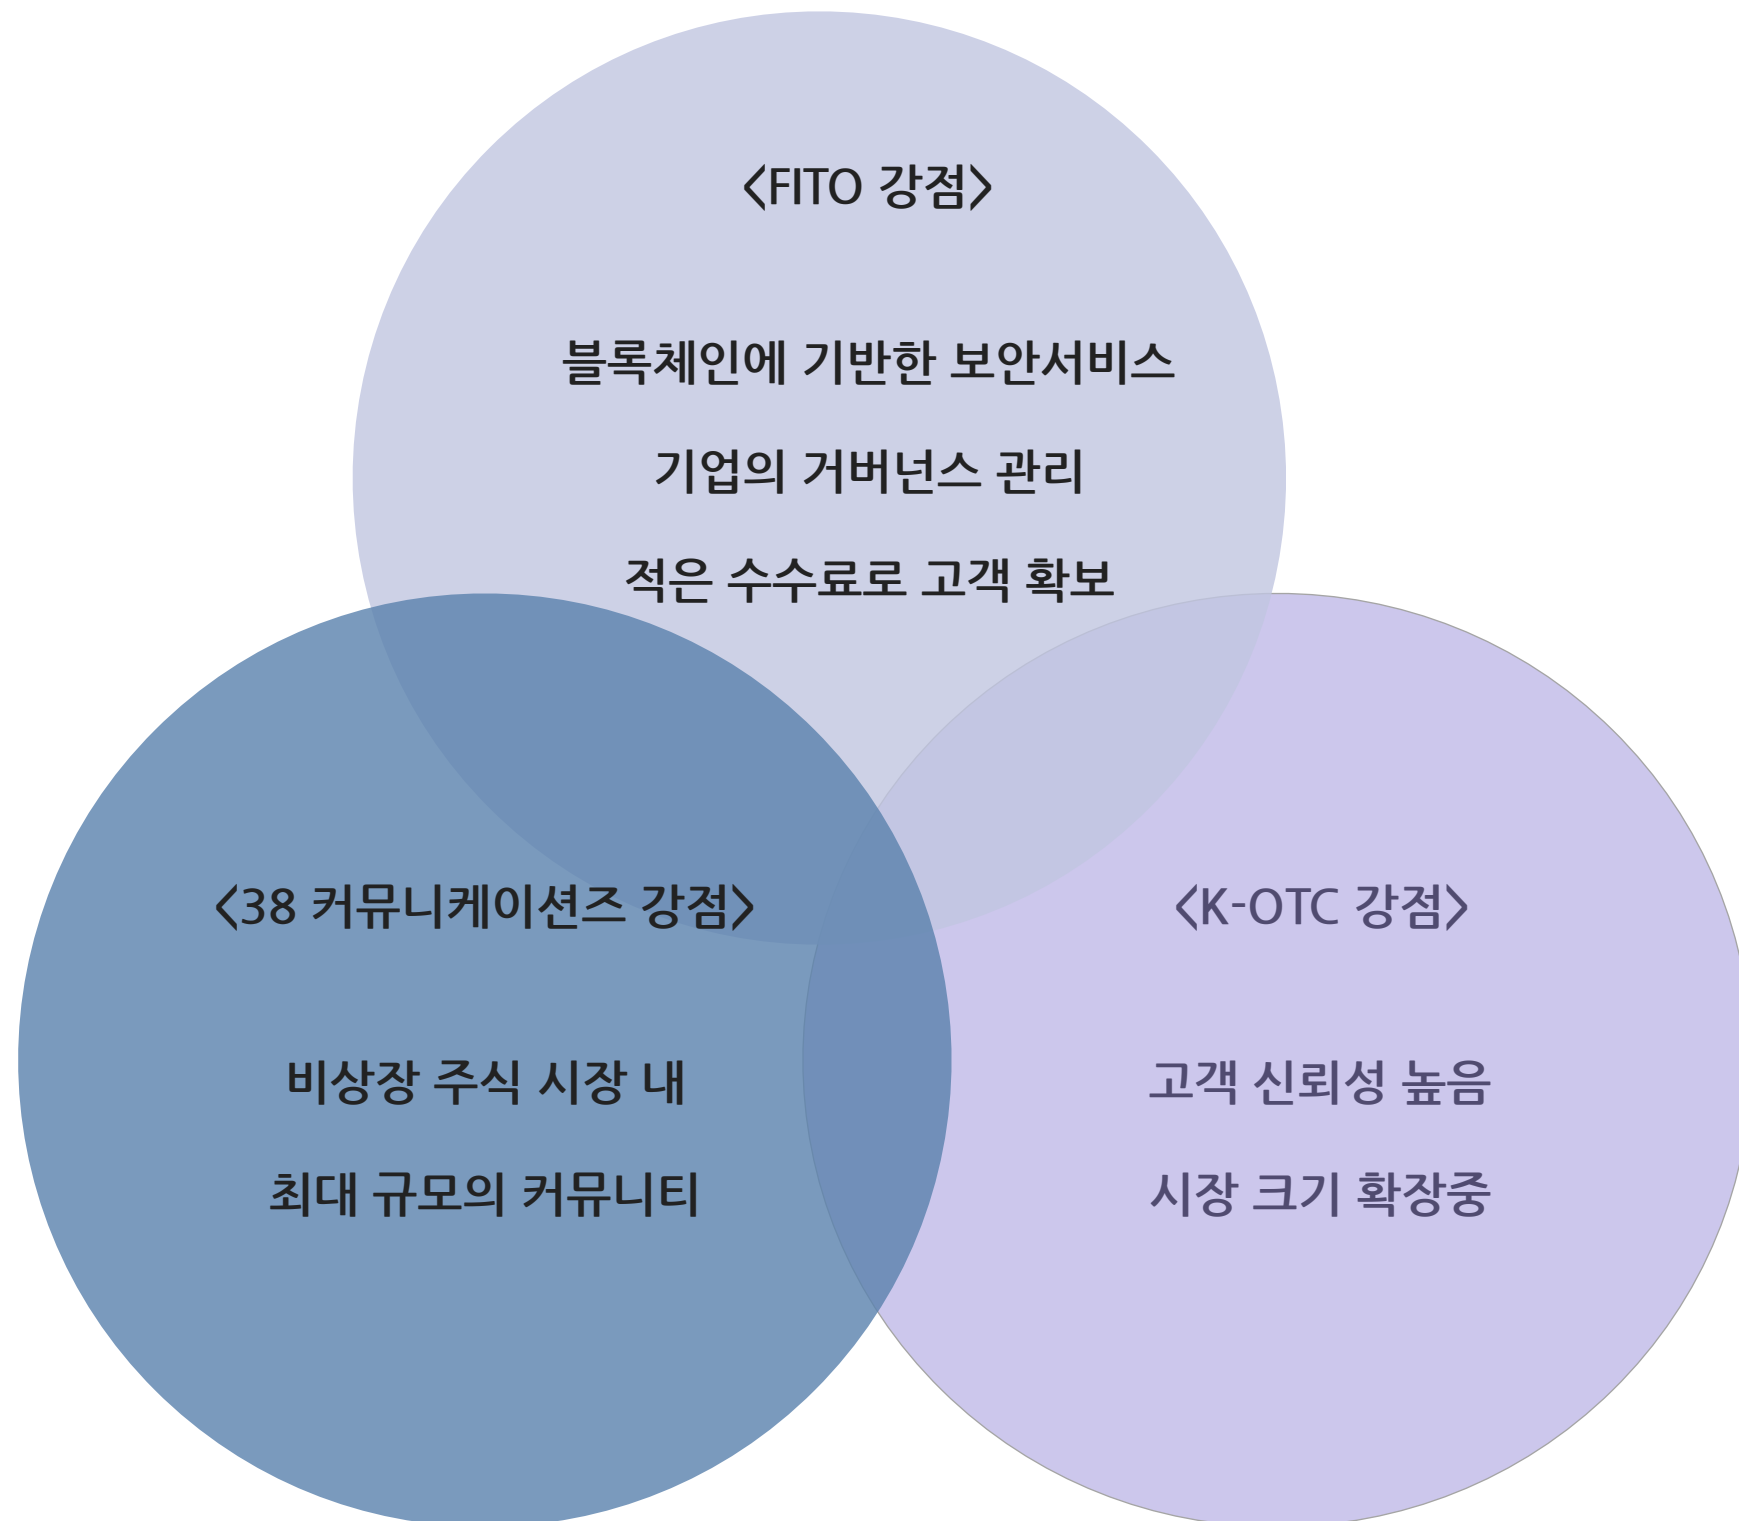 <FITO 강점>
블록체인에 기반한 보안서비스
기업의 거버넌스 관리
적은 수수료로 고객 확보
<38 커뮤니케이션즈 강점>
비상장 주식 시장 내
최대 규모의 커뮤니티
<K-OTC 강점>
고객 신뢰성 높음
시장 크기 확장중